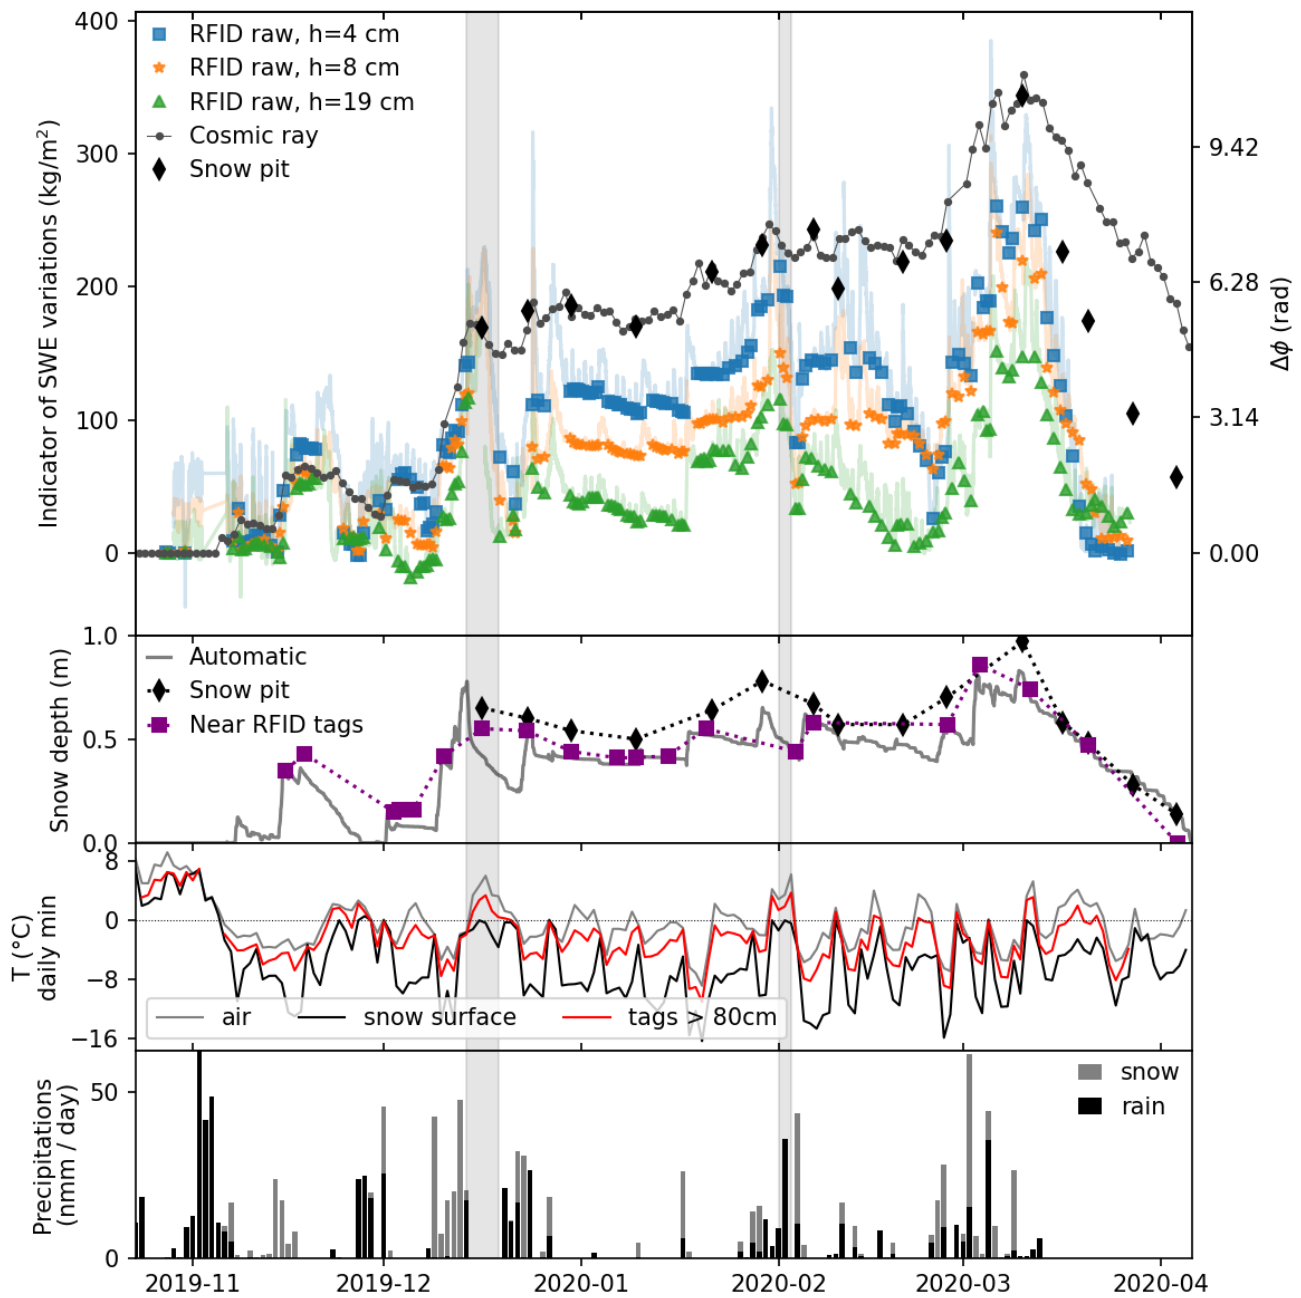 400
300
200
100
0
Indicator of SWE variations (kg/m²)
RFID raw, h=4 cm
RFID raw, h=8 cm
RFID raw, h=19 cm
Cosmic ray
Snow pit
9.42
6.28
3.14
0.00
Δϕ (rad)
1.0
0.5
0.0
Snow depth (m)
Automatic
Snow pit
Near RFID tags
8
0
−8
−16
T (°C)
daily min
air
snow surface
tags > 80cm
50
0
Precipitations
(nmm / day)
snow
rain
2019-11
2019-12
2020-01
2020-02
2020-03
2020-04